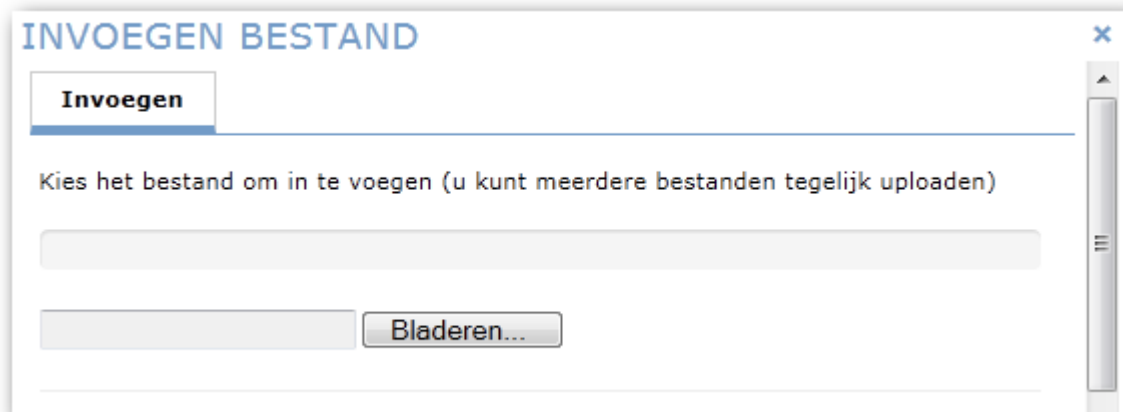 INVOEGEN BESTAND
Invoegen
Kies het bestand om in te voegen (u kunt meerdere bestanden tegelijk uploaden)
Bladeren...